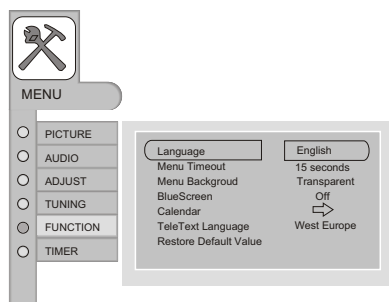 MENU
PICTURE
AUDIO
ADJUST
TUNING
FUNCTION
TIMER
Language English
Menu Timeout 15 seconds
Menu Backgroud Transparent
BlueScreen Off
Calendar
TeleText Language West Europe
Restore Default Value